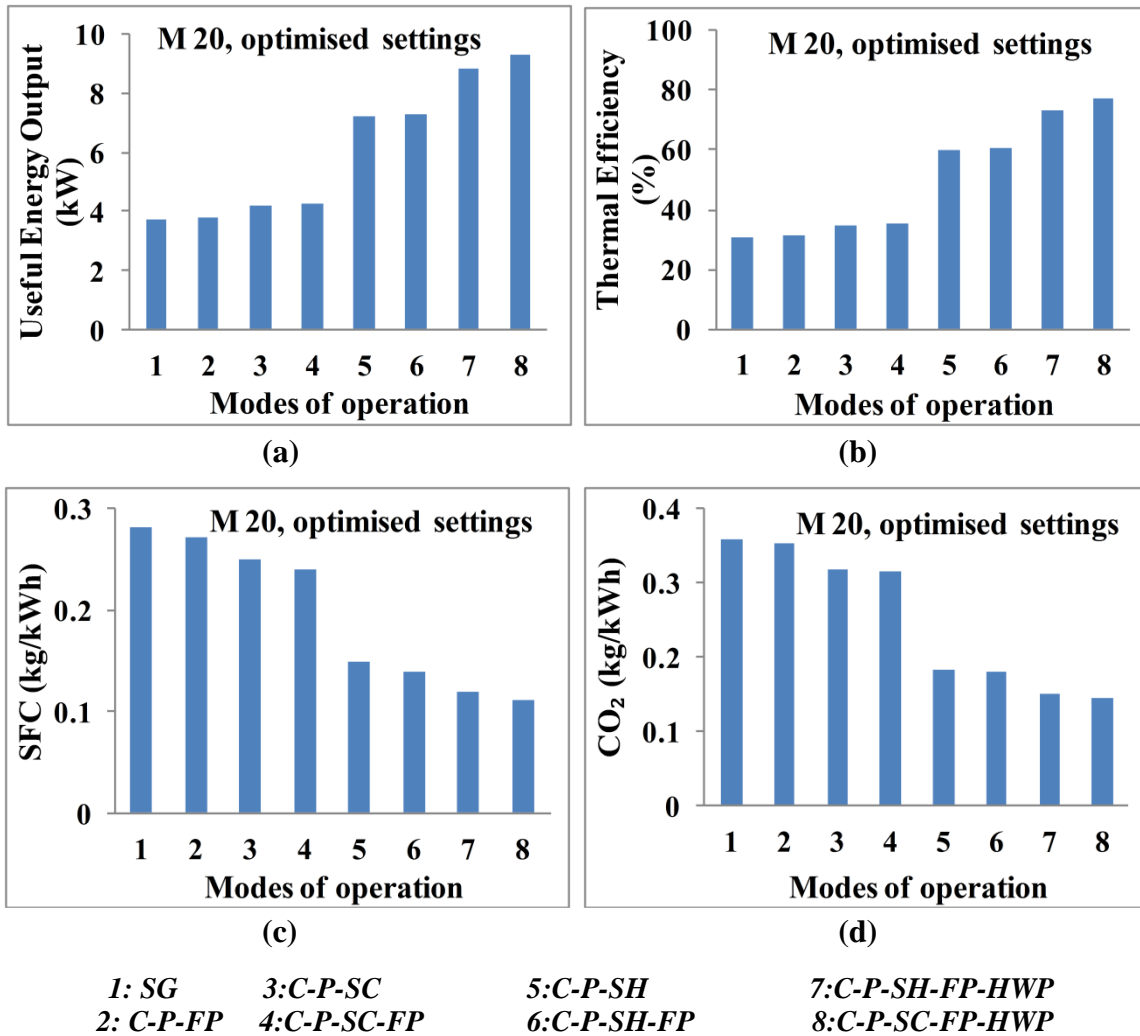 M 20, optimised settings
Useful Energy Output
(kW)
10
8
6
4
2
0
1 2 3 4 5 6 7 8
Modes of operation
(a)
M 20, optimised settings
Thermal Efficiency
(%)
100
80
60
40
20
0
1 2 3 4 5 6 7 8
Modes of operation
(b)
M 20, optimised settings
SFC (kg/kWh)
0.3
0.2
0.1
0
1 2 3 4 5 6 7 8
Modes of operation
(c)
M 20, optimised settings
CO₂ (kg/kWh)
0.4
0.3
0.2
0.1
0
1 2 3 4 5 6 7 8
Modes of operation
(d)
1: SG 3:C-P-SC 5:C-P-SH 7:C-P-SH-FP-HWP
2: C-P-FP 4:C-P-SC-FP 6:C-P-SH-FP 8:C-P-SC-FP-HWP